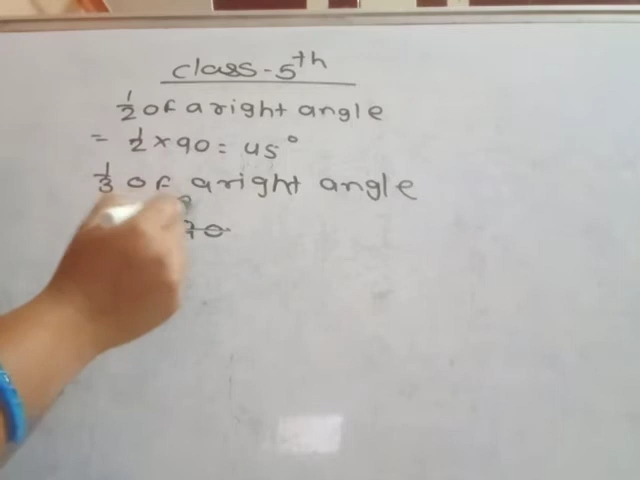 class-5th
1/2 of a right angle
= 1/2 × 90 = 45°
1/3 of a right angle